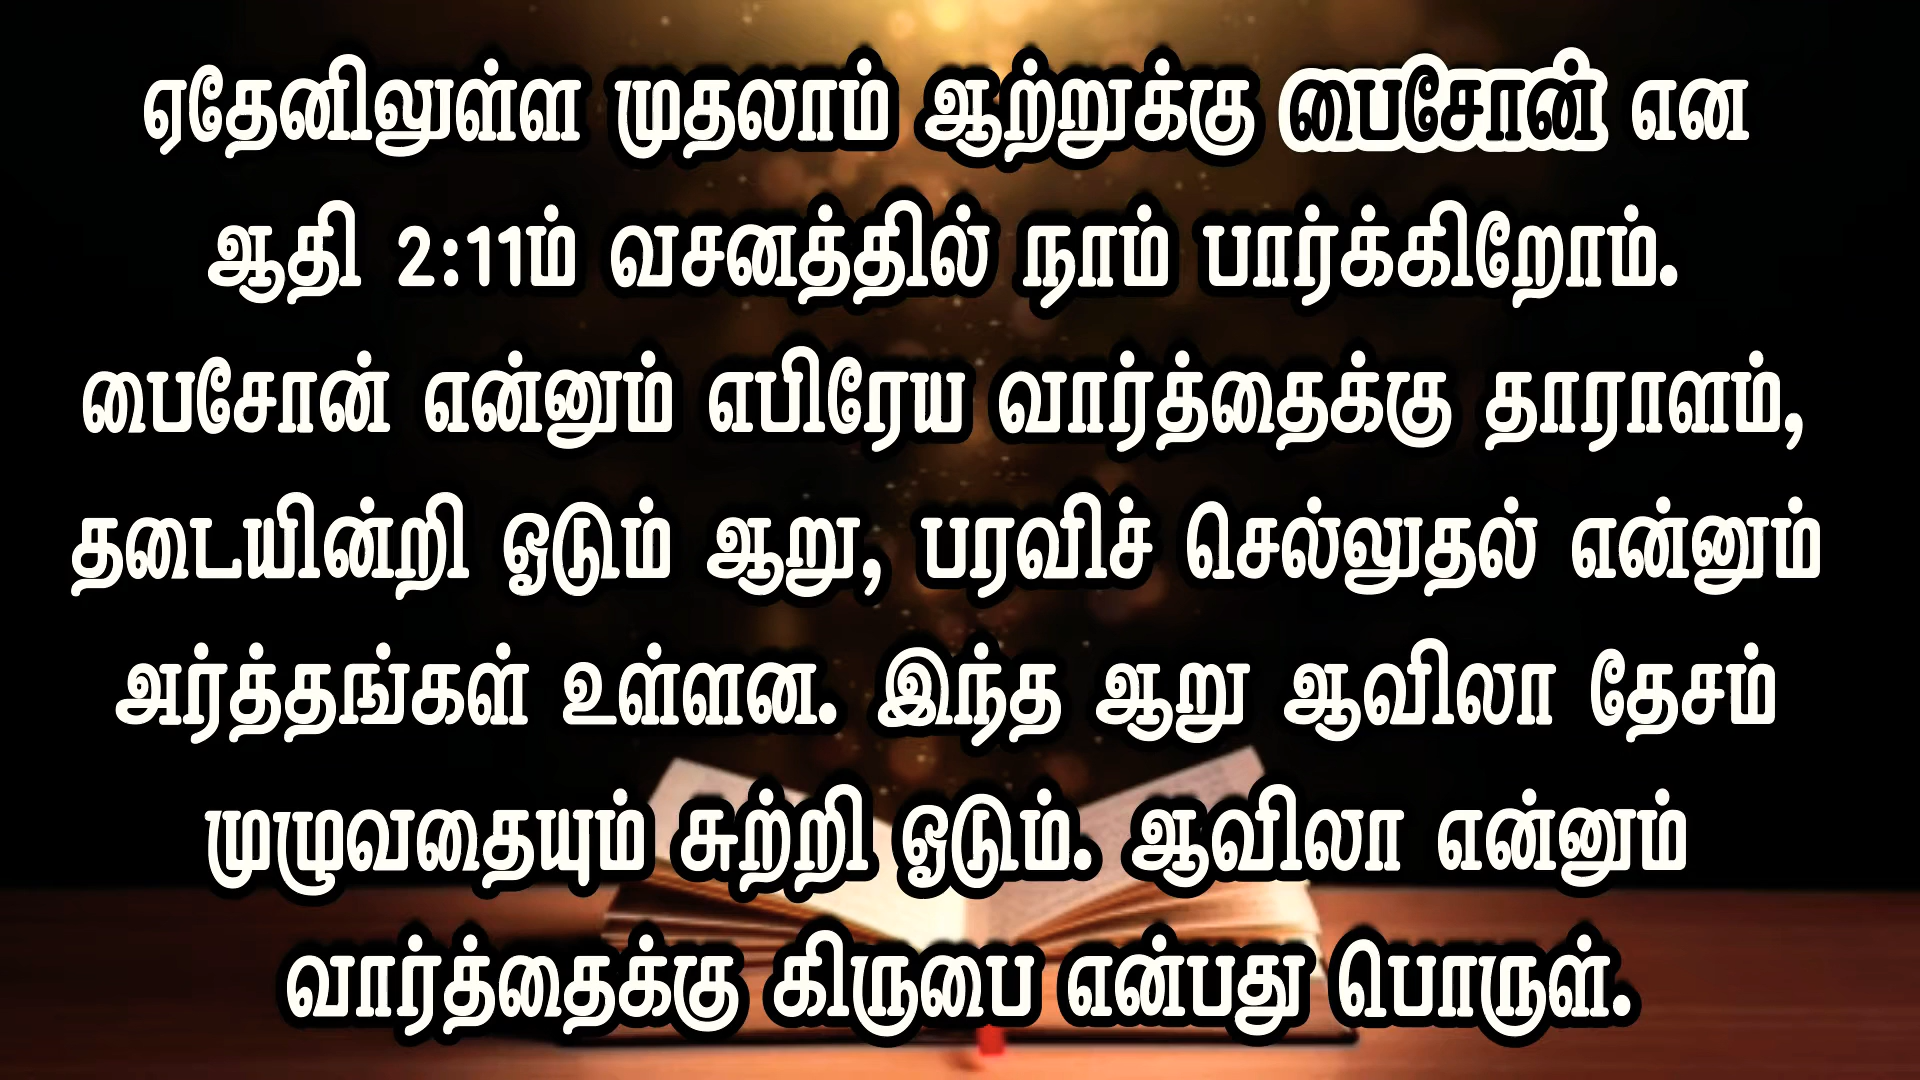 ஏதேனிலுள்ள முதலாம் ஆற்றுக்கு பைசோன் என
ஆதி 2:11ம் வசனத்தில் நாம் பார்க்கிறோம்.
பைசோன் என்னும் எபிரேய வார்த்தைக்கு தாராளம்,
தடையின்றி ஓடும் ஆறு, பரவிச் செல்லுதல் என்னும்
அர்த்தங்கள் உள்ளன. இந்த ஆறு ஆவிலா தேசம்
முழுவதையும் சுற்றி ஓடும். ஆவிலா என்னும்
வார்த்தைக்கு கிருபை என்பது பொருள்.